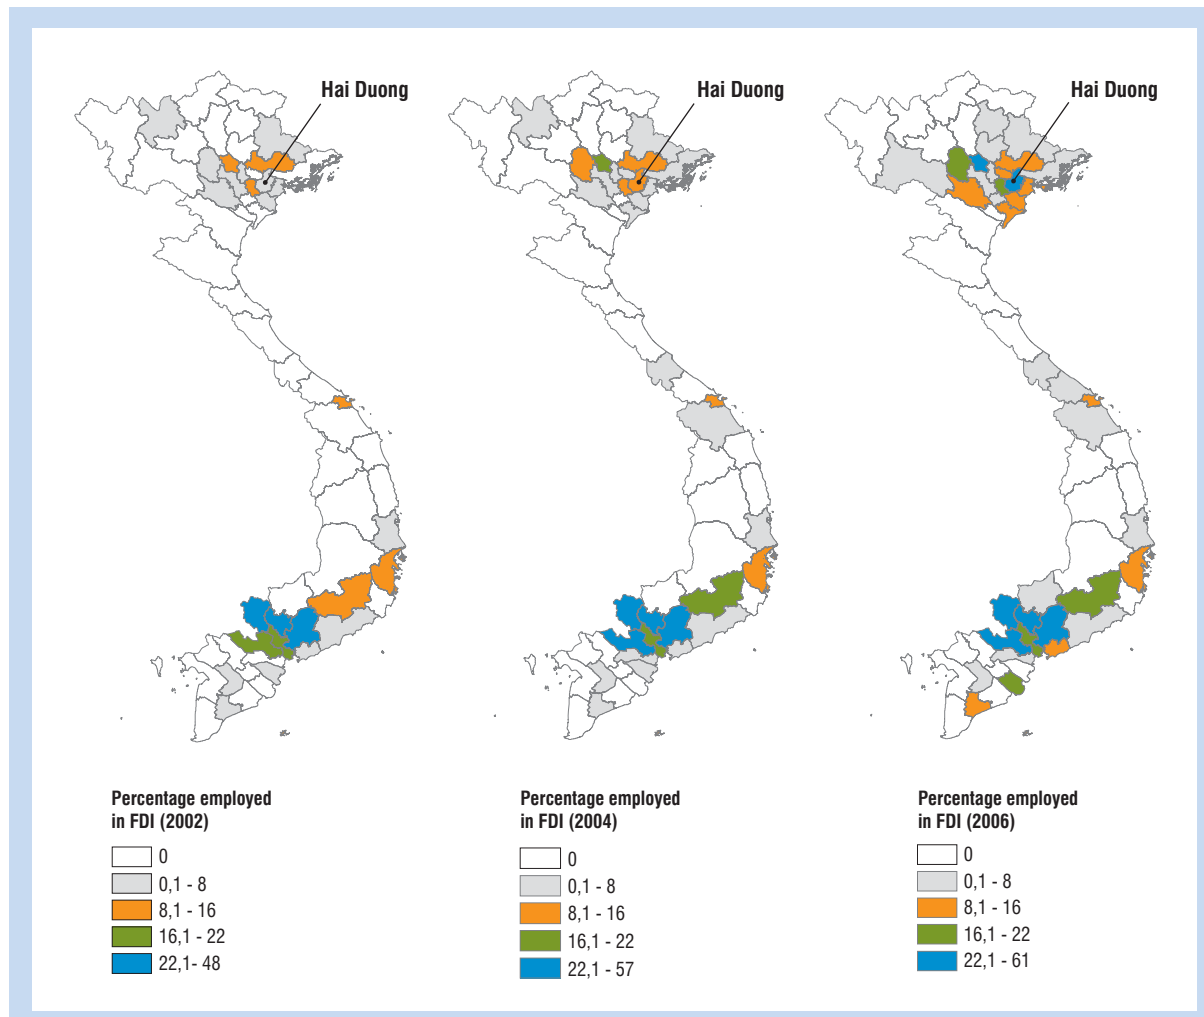 Hai Duong
Hai Duong
Hai Duong
Percentage employed
in FDI (2002)
0
0,1 - 8
8,1 - 16
16,1 - 22
22,1- 48
Percentage employed
in FDI (2004)
0
0,1 - 8
8,1 - 16
16,1 - 22
22,1 - 57
Percentage employed
in FDI (2006)
0
0,1 - 8
8,1 - 16
16,1 - 22
22,1 - 61